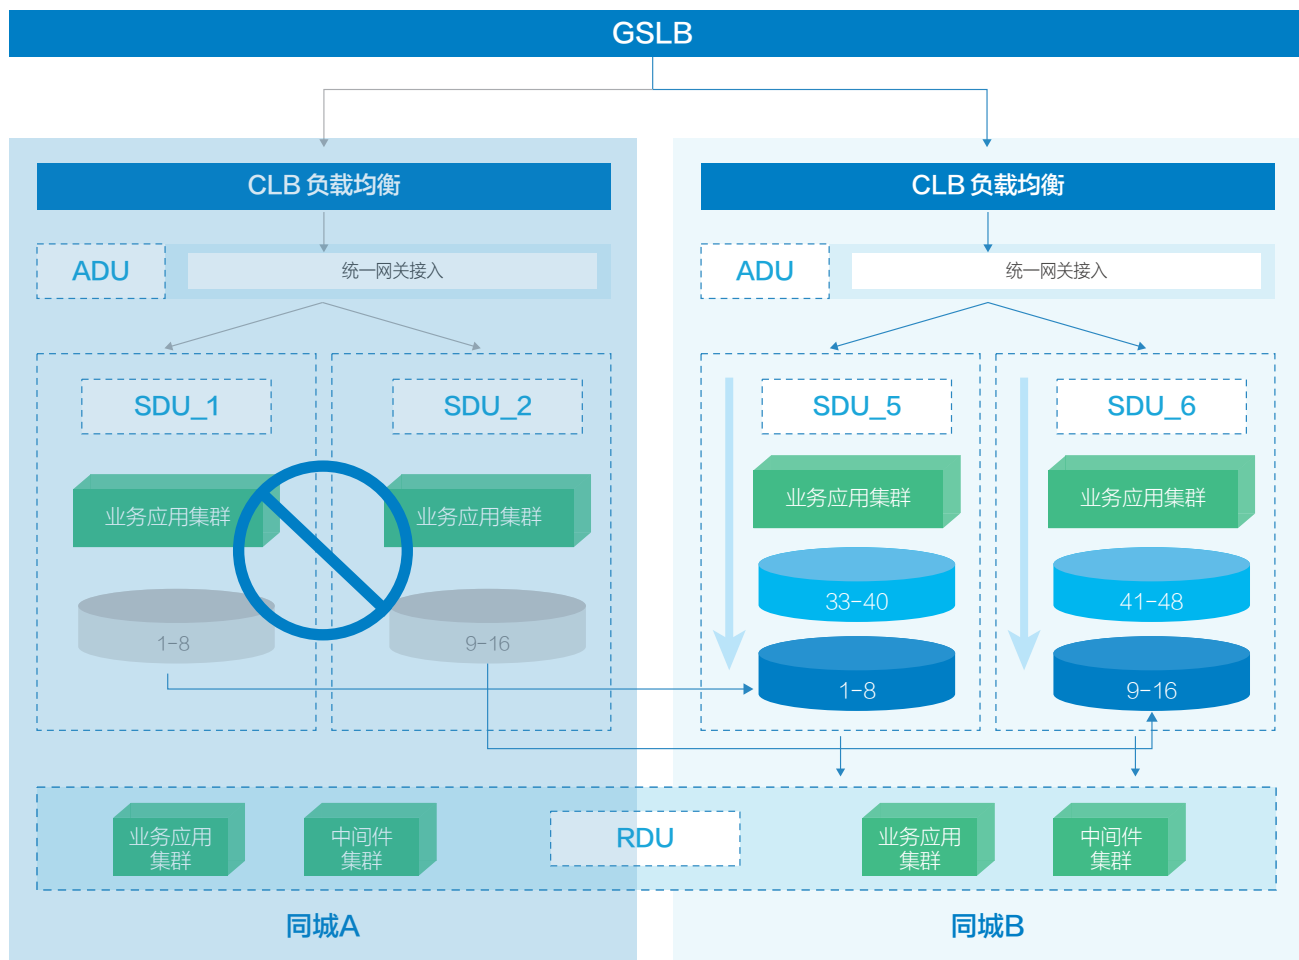 GSLB
CLB 负载均衡
ADU
统一网关接入
SDU_1
SDU_2
业务应用集群
业务应用集群
1-8
9-16
CLB 负载均衡
ADU
统一网关接入
SDU_5
SDU_6
业务应用集群
业务应用集群
33-40
41-48
1-8
9-16
业务应用
集群
中间件
集群
RDU
业务应用
集群
中间件
集群
同城A
同城B